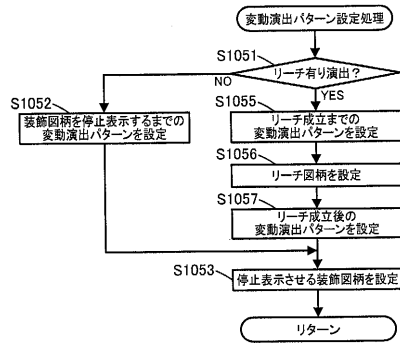 変動演出パターン設定処理
S1051
リーチ有り演出？
NO
YES
S1052
装飾図柄を停止表示するまでの
変動演出パターンを設定
S1055
リーチ成立までの
変動演出パターンを設定
S1056
リーチ図柄を設定
S1057
リーチ成立後の
変動演出パターンを設定
S1053
停止表示させる装飾図柄を設定
リターン